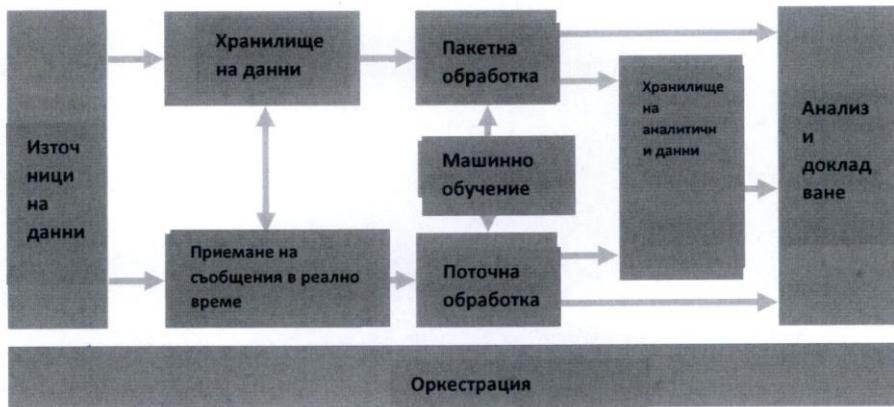 Източ
ници
на
данни
Хранилище
на данни
Приемане на
съобщения в реално
време
Пакетна
обработка
Машинно
обучение
Поточна
обработка
Хранилище
на
аналитичн
и данни
Анализ
и
доклад
ване
Оркестрация